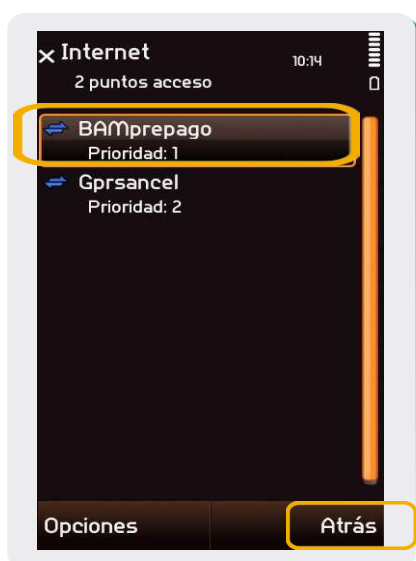 Internet
10:14
2 puntos acceso
BAMprepago
Prioridad: 1
Gprsancel
Prioridad: 2
Opciones
Atrás